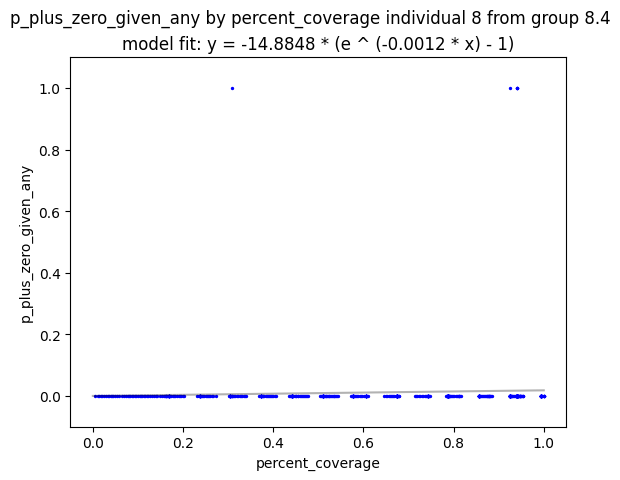 p_plus_zero_given_any by percent_coverage individual 8 from group 8.4
model fit: y = -14.8848 * (e ^ (-0.0012 * x) - 1)
1.0
0.8
0.6
0.4
0.2
0.0
p_plus_zero_given_any
0.0 0.2 0.4 0.6 0.8 1.0
percent_coverage